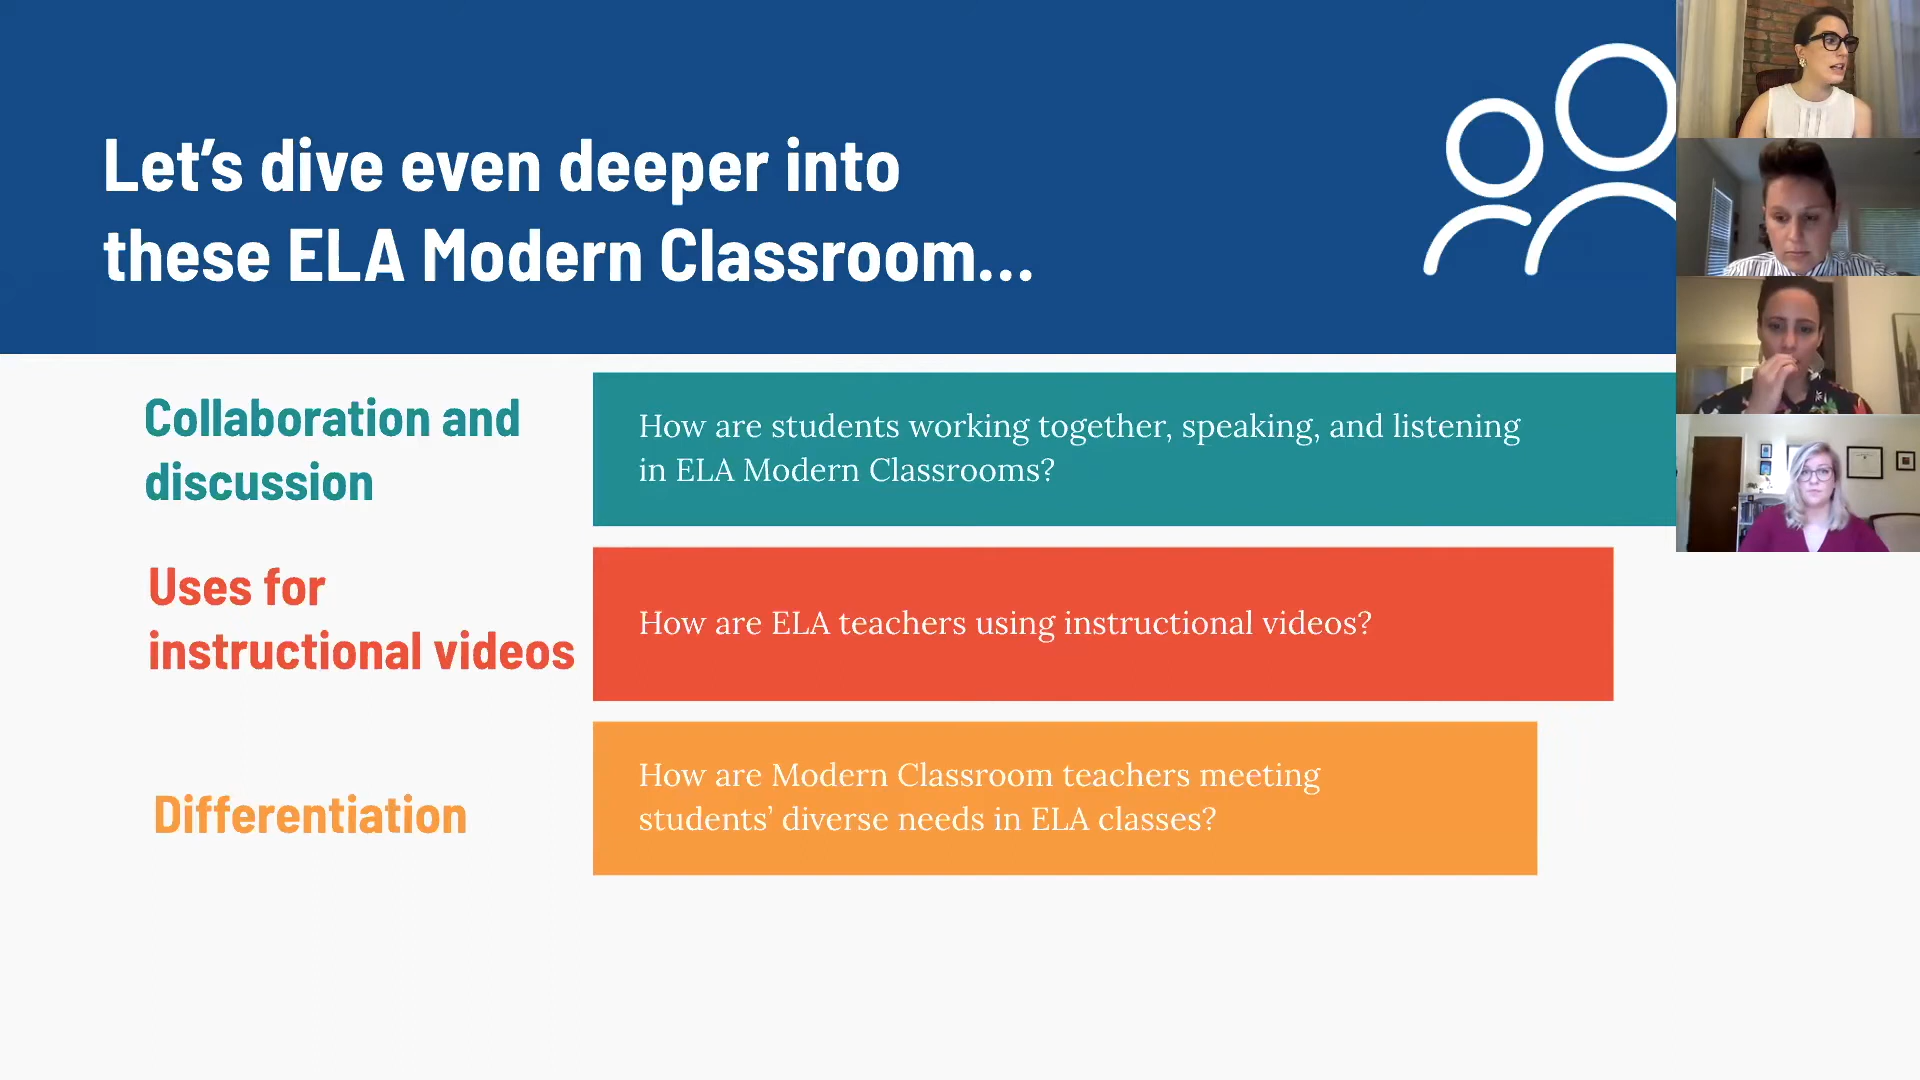 Let’s dive even deeper into
these ELA Modern Classroom...
Collaboration and
discussion
How are students working together, speaking, and listening
in ELA Modern Classrooms?
Uses for
instructional videos
How are ELA teachers using instructional videos?
Differentiation
How are Modern Classroom teachers meeting
students’ diverse needs in ELA classes?